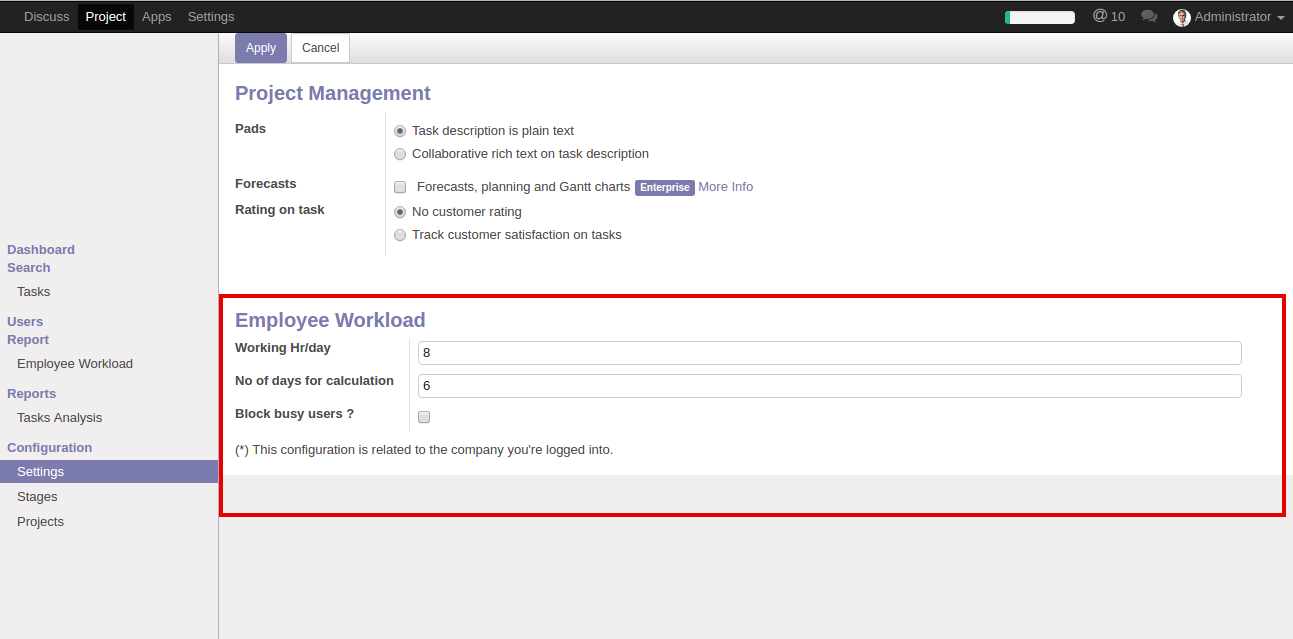 Discuss Project Apps Settings @ 10 Administrator
Apply Cancel
Project Management
Pads
Task description is plain text
Collaborative rich text on task description
Forecasts
Forecasts, planning and Gantt charts Enterprise More Info
Rating on task
No customer rating
Track customer satisfaction on tasks
Dashboard
Search
Tasks
Users
Report
Employee Workload
Reports
Tasks Analysis
Configuration
Settings
Stages
Projects
Employee Workload
Working Hr/day 8
No of days for calculation 6
Block busy users ?
(*) This configuration is related to the company you're logged into.